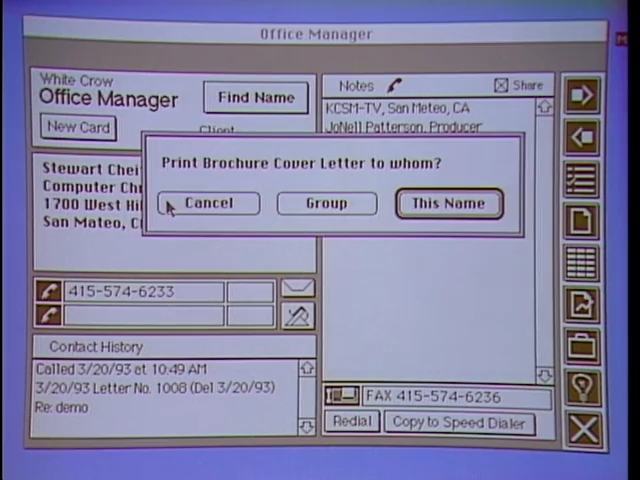 Office Manager
White Crow
Office Manager
Find Name
New Card
Client
Notes
Share
KCSM-TV, San Meteo, CA
JoNell Patterson, Producer
Print Brochure Cover Letter to whom?
Cancel
Group
This Name
Stewart Chei
Computer Chr
1700 West Hi
San Mateo, C
415-574-6233
Contact History
Called 3/20/93 at 10:49 AM
3/20/93 Letter No. 1008 (Del 3/20/93)
Re: demo
FAX 415-574-6236
Redial
Copy to Speed Dialer